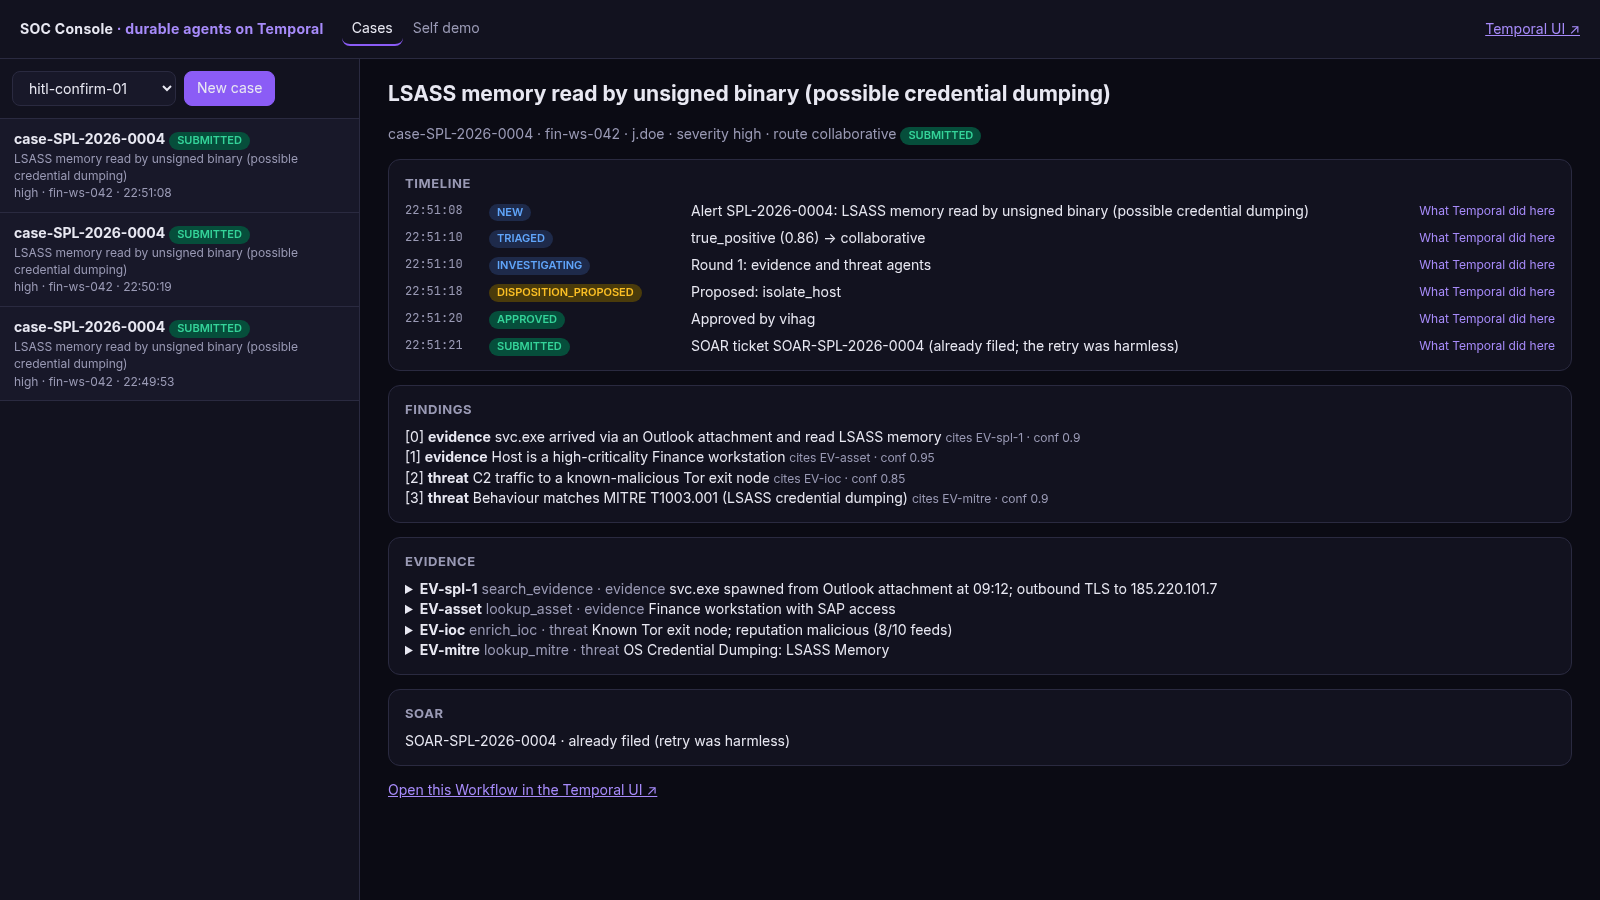 SOC Console · durable agents on Temporal
Cases
Self demo
Temporal UI ↗
hitl-confirm-01
New case
case-SPL-2026-0004 SUBMITTED
LSASS memory read by unsigned binary (possible
credential dumping)
high · fin-ws-042 · 22:51:08
case-SPL-2026-0004 SUBMITTED
LSASS memory read by unsigned binary (possible
credential dumping)
high · fin-ws-042 · 22:50:19
case-SPL-2026-0004 SUBMITTED
LSASS memory read by unsigned binary (possible
credential dumping)
high · fin-ws-042 · 22:49:53
LSASS memory read by unsigned binary (possible credential dumping)
case-SPL-2026-0004 · fin-ws-042 · j.doe · severity high · route collaborative SUBMITTED
TIMELINE
22:51:08 NEW Alert SPL-2026-0004: LSASS memory read by unsigned binary (possible credential dumping) What Temporal did here
22:51:10 TRIAGED true_positive (0.86) → collaborative What Temporal did here
22:51:10 INVESTIGATING Round 1: evidence and threat agents What Temporal did here
22:51:18 DISPOSITION_PROPOSED Proposed: isolate_host What Temporal did here
22:51:20 APPROVED Approved by vihag What Temporal did here
22:51:21 SUBMITTED SOAR ticket SOAR-SPL-2026-0004 (already filed; the retry was harmless) What Temporal did here
FINDINGS
[0] evidence svc.exe arrived via an Outlook attachment and read LSASS memory cites EV-spl-1 · conf 0.9
[1] evidence Host is a high-criticality Finance workstation cites EV-asset · conf 0.95
[2] threat C2 traffic to a known-malicious Tor exit node cites EV-ioc · conf 0.85
[3] threat Behaviour matches MITRE T1003.001 (LSASS credential dumping) cites EV-mitre · conf 0.9
EVIDENCE
▶ EV-spl-1 search_evidence · evidence svc.exe spawned from Outlook attachment at 09:12; outbound TLS to 185.220.101.7
▶ EV-asset lookup_asset · evidence Finance workstation with SAP access
▶ EV-ioc enrich_ioc · threat Known Tor exit node; reputation malicious (8/10 feeds)
▶ EV-mitre lookup_mitre · threat OS Credential Dumping: LSASS Memory
SOAR
SOAR-SPL-2026-0004 · already filed (retry was harmless)
Open this Workflow in the Temporal UI ↗